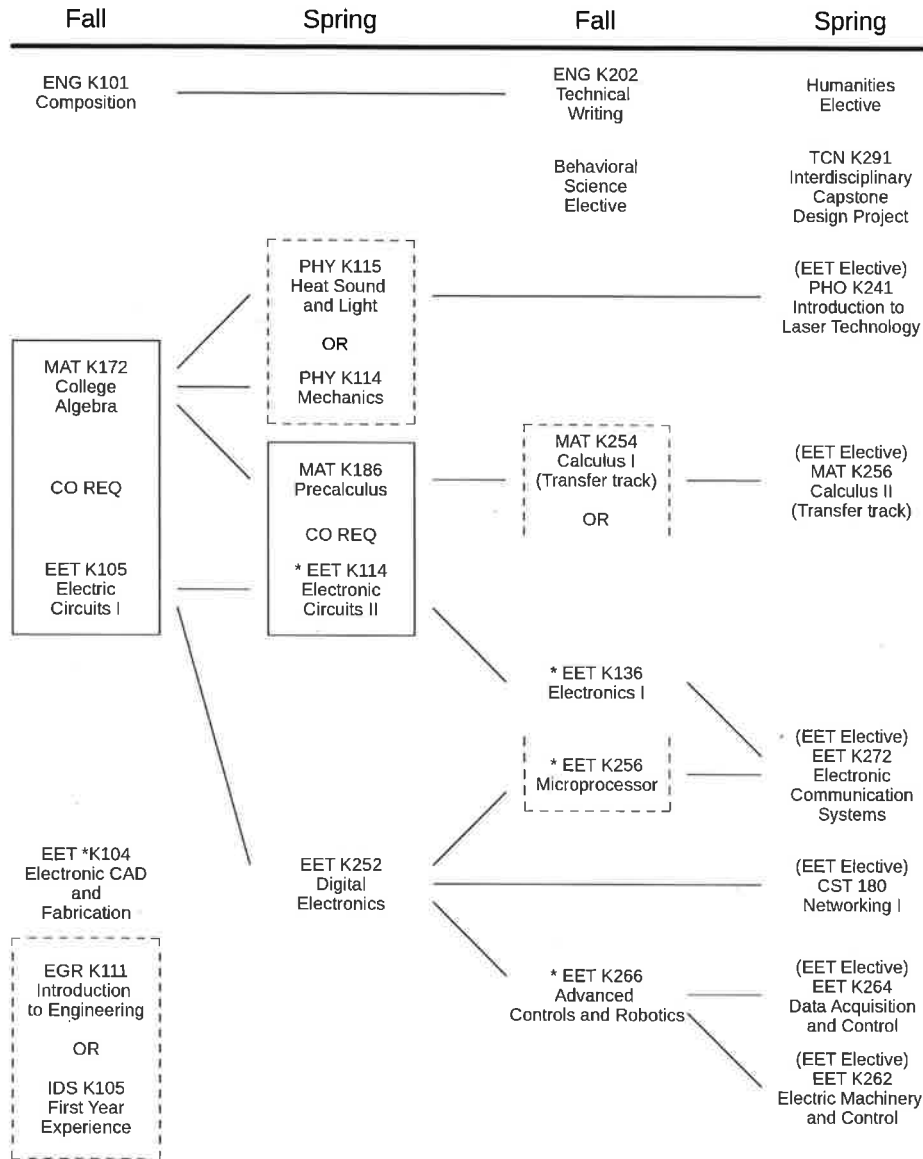 Fall
Spring
Fall
Spring
ENG K101
Composition
ENG K202
Technical
Writing
Humanities
Elective
Behavioral
Science
Elective
TCN K291
Interdisciplinary
Capstone
Design Project
PHY K115
Heat Sound
and Light
OR
PHY K114
Mechanics
(EET Elective)
PHO K241
Introduction to
Laser Technology
MAT K172
College
Algebra
CO REQ
EET K105
Electric
Circuits I
MAT K186
Precalculus
CO REQ
* EET K114
Electronic
Circuits II
MAT K254
Calculus I
(Transfer track)
OR
(EET Elective)
MAT K256
Calculus II
(Transfer track)
* EET K136
Electronics I
* EET K256
Microprocessor
(EET Elective)
EET K272
Electronic
Communication
Systems
EET *K104
Electronic CAD
and
Fabrication
EET K252
Digital
Electronics
(EET Elective)
CST 180
Networking I
EGR K111
Introduction
to Engineering
OR
IDS K105
First Year
Experience
* EET K266
Advanced
Controls and Robotics
(EET Elective)
EET K264
Data Acquisition
and Control
(EET Elective)
EET K262
Electric Machinery
and Control